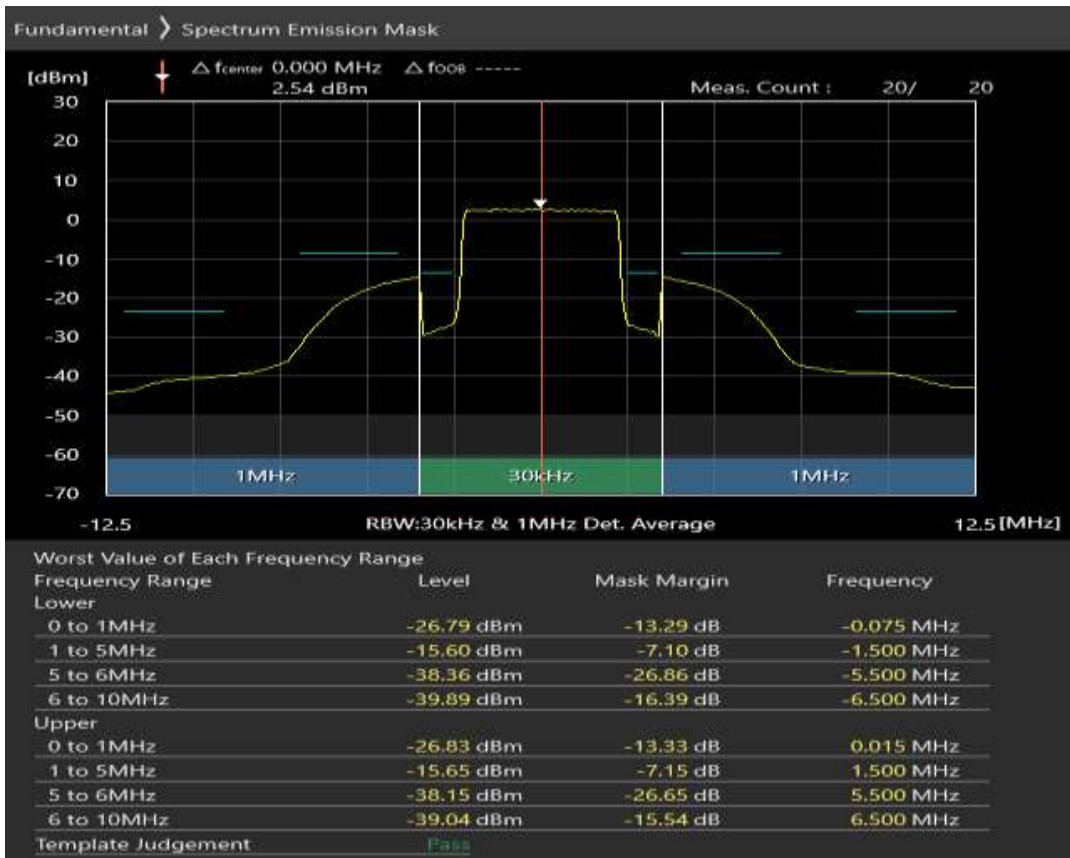 Fundamental ❯ Spectrum Emission Mask
[dBm]
△ fcenter 0.000 MHz △ fOOB -----
2.54 dBm
Meas. Count : 20/ 20
30
20
10
0
-10
-20
-30
-40
-50
-60
-70
1MHz 30kHz 1MHz
-12.5 RBW:30kHz & 1MHz Det. Average 12.5 [MHz]
Worst Value of Each Frequency Range
Frequency Range Level Mask Margin Frequency
Lower
0 to 1MHz -26.79 dBm -13.29 dB -0.075 MHz
1 to 5MHz -15.60 dBm -7.10 dB -1.500 MHz
5 to 6MHz -38.36 dBm -26.86 dB -5.500 MHz
6 to 10MHz -39.89 dBm -16.39 dB -6.500 MHz
Upper
0 to 1MHz -26.83 dBm -13.33 dB 0.015 MHz
1 to 5MHz -15.65 dBm -7.15 dB 1.500 MHz
5 to 6MHz -38.15 dBm -26.65 dB 5.500 MHz
6 to 10MHz -39.04 dBm -15.54 dB 6.500 MHz
Template Judgement Pass